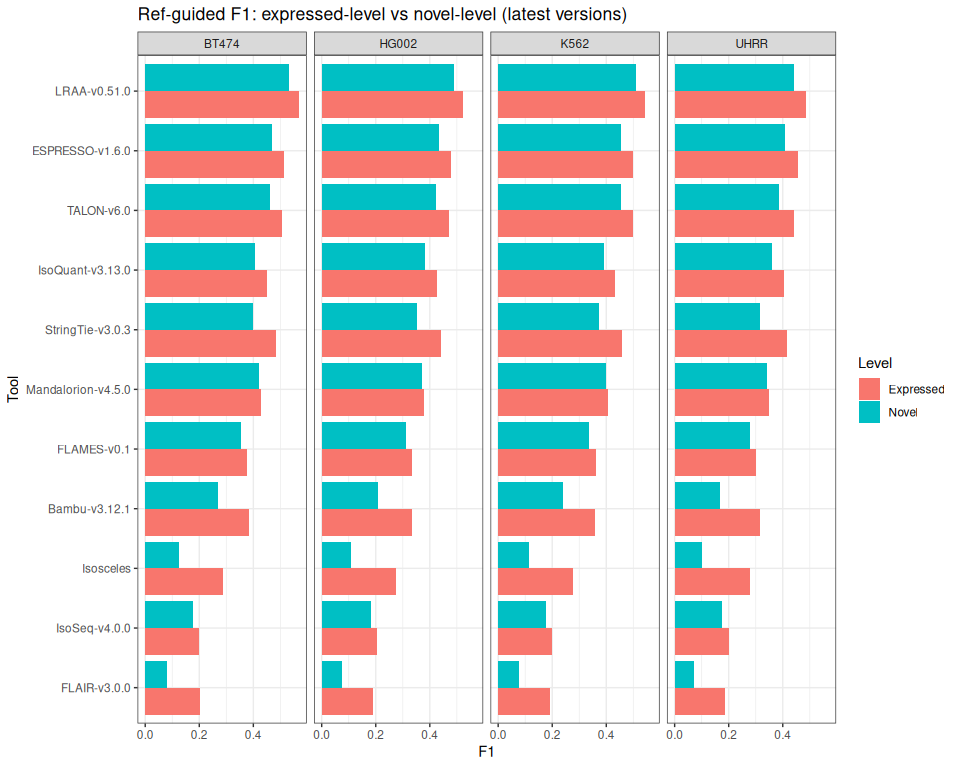 Ref-guided F1: expressed-level vs novel-level (latest versions)
BT474 HG002 K562 UHRR
LRAA-v0.51.0
ESPRESSO-v1.6.0
TALON-v6.0
IsoQuant-v3.13.0
StringTie-v3.0.3
Mandalorion-v4.5.0
FLAMES-v0.1
Bambu-v3.12.1
Isosceles
IsoSeq-v4.0.0
FLAIR-v3.0.0
Tool
0.0 0.2 0.4 0.0 0.2 0.4 0.0 0.2 0.4 0.0 0.2 0.4
F1
Level
Expressed
Novel